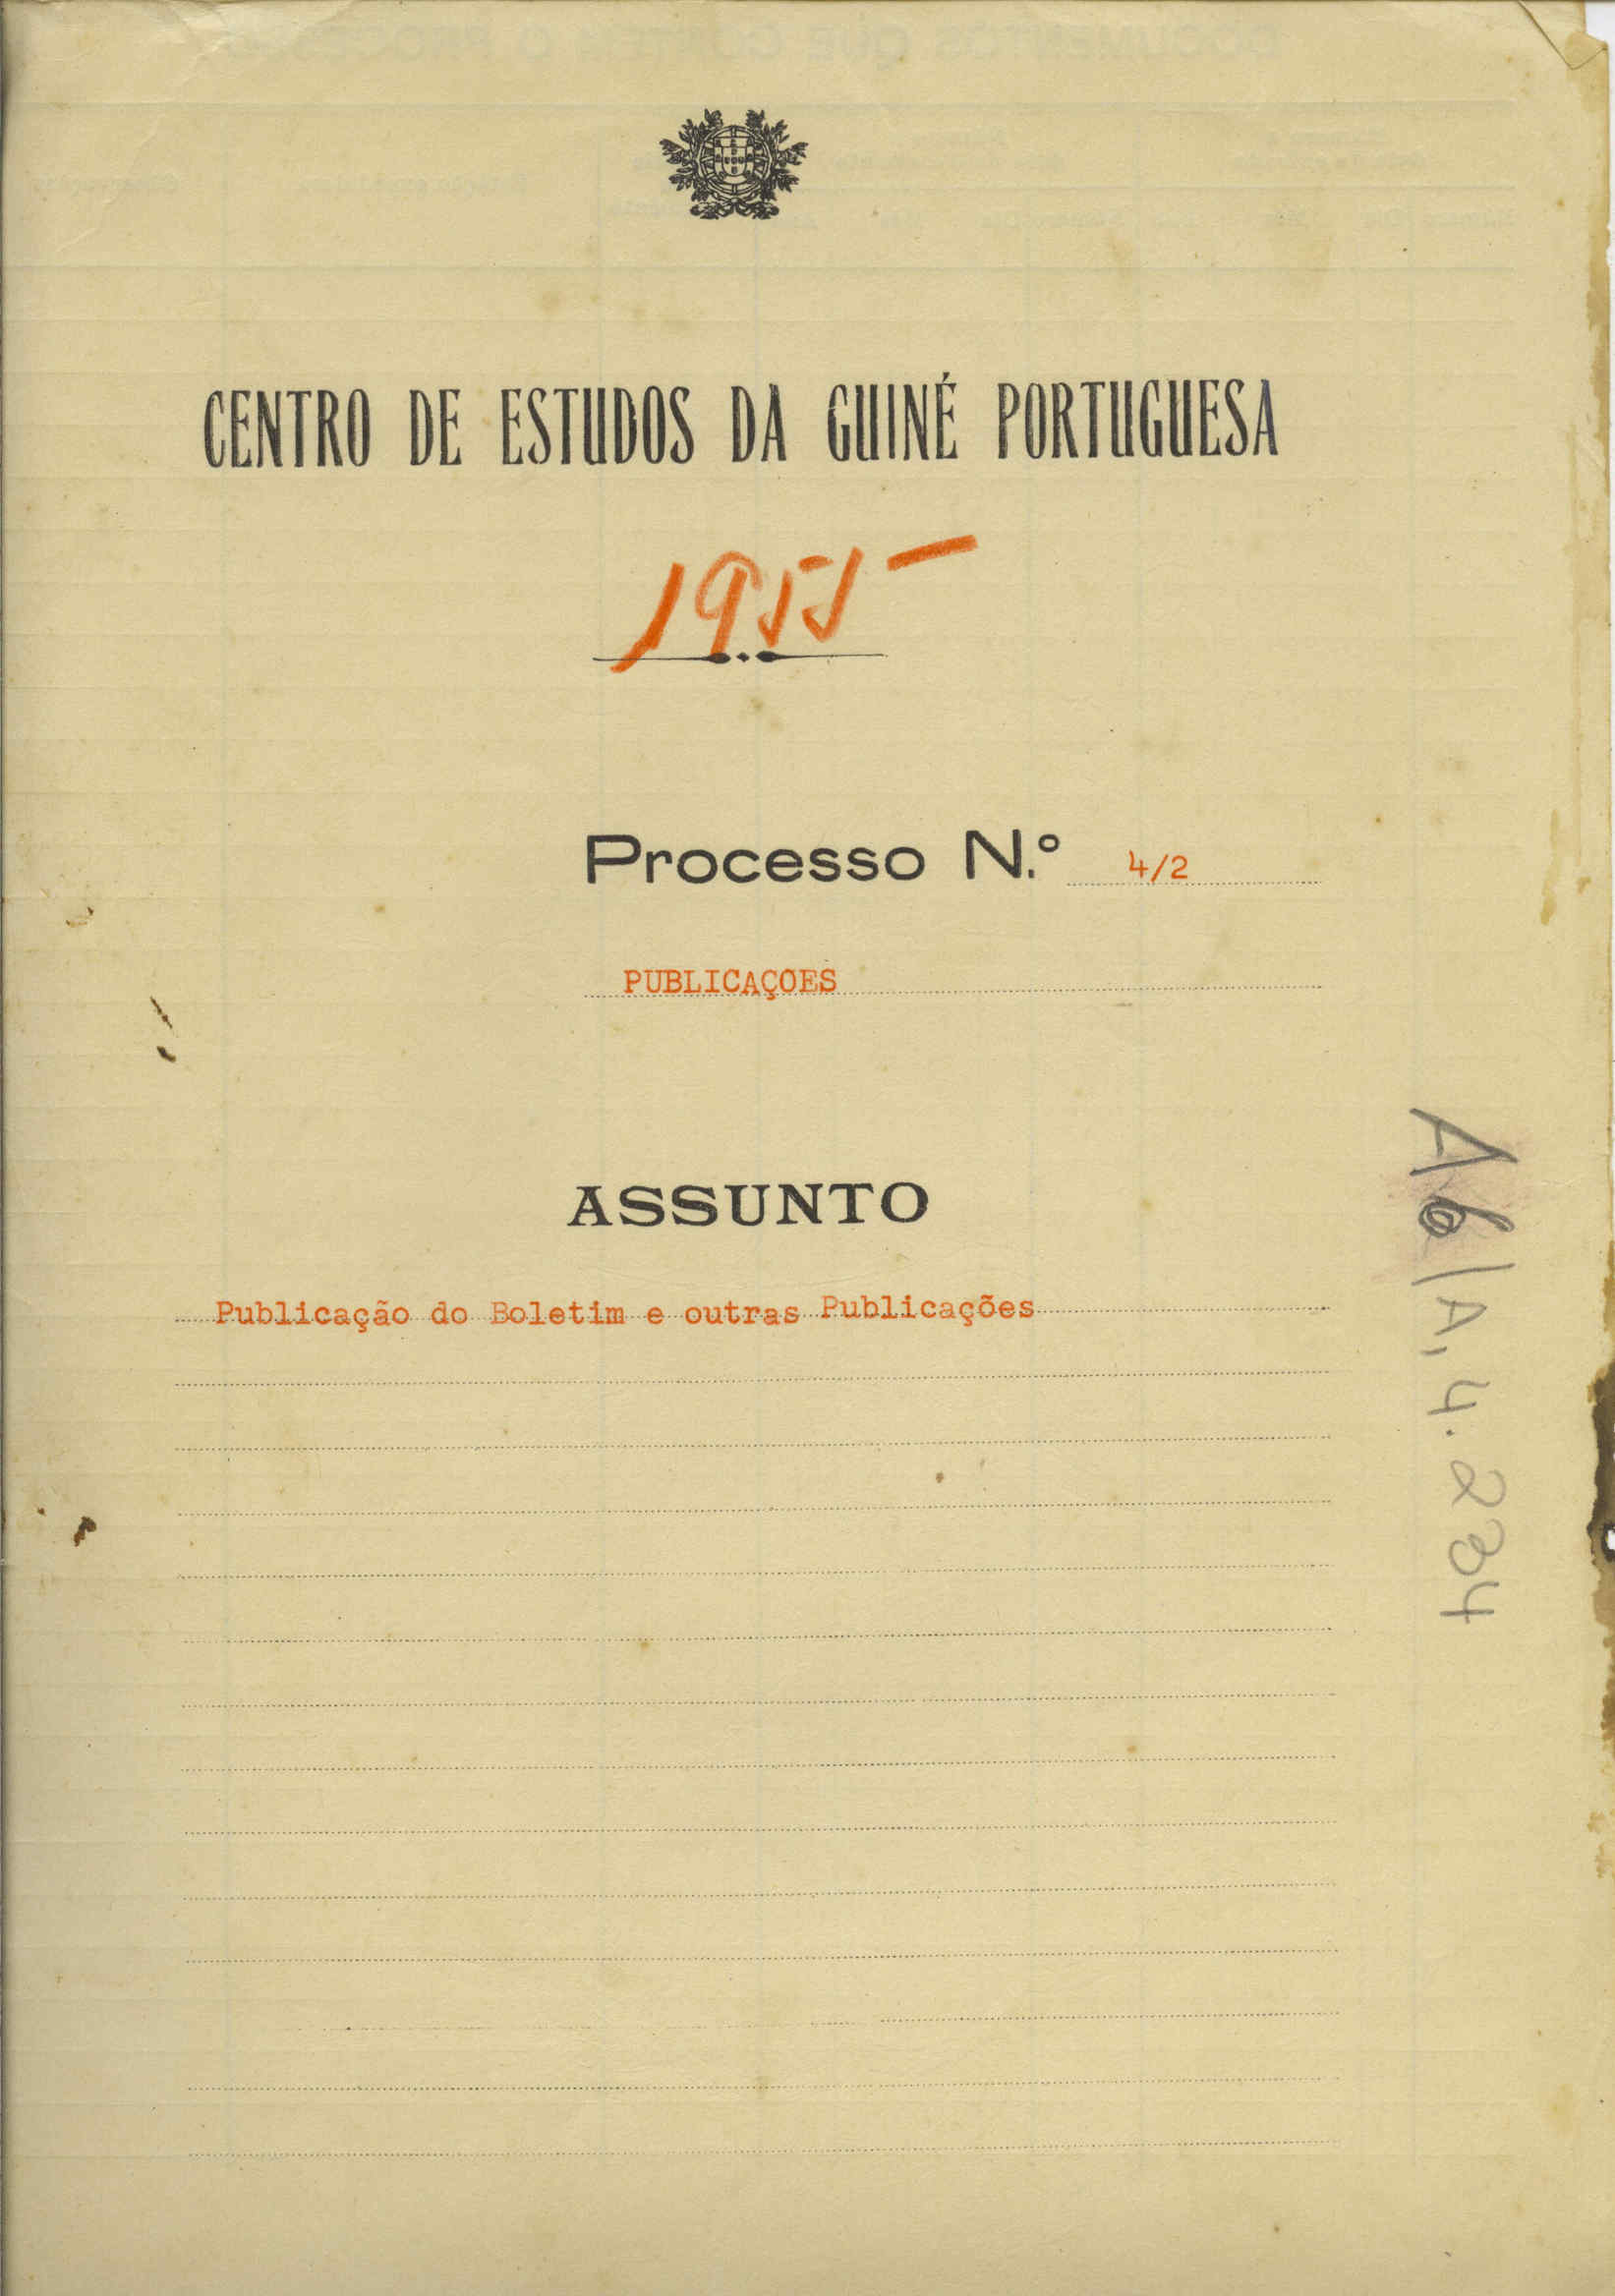 CENTRO DE ESTUDOS DA GUINÉ PORTUGUESA
1955
Processo N.º 4/2
PUBLICAÇOES
ASSUNTO
Publicação do Boletim e outras Publicações
A6/A, 4. 234